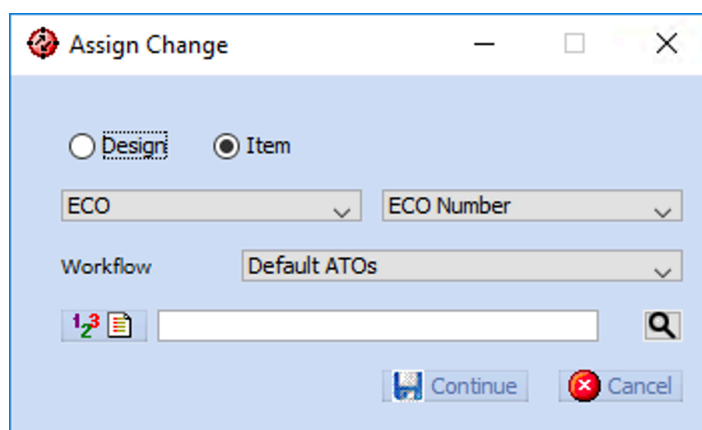 Assign Change
Design Item
ECO ECO Number
Workflow Default ATOs
123
Continue Cancel